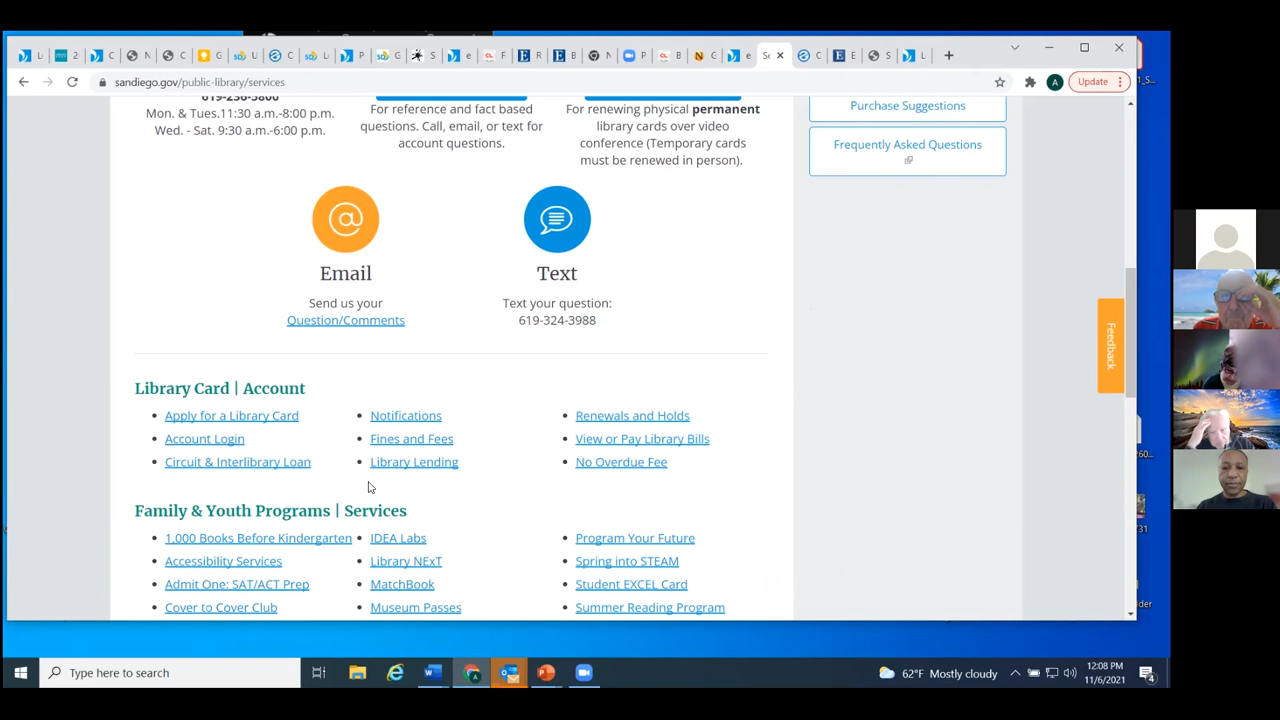 sandiego.gov/public-library/services
Update
619-236-5800
Mon. & Tues.11:30 a.m.-8:00 p.m.
Wed. - Sat. 9:30 a.m.-6:00 p.m.
For reference and fact based
questions. Call, email, or text for
account questions.
For renewing physical permanent
library cards over video
conference (Temporary cards
must be renewed in person).
Purchase Suggestions
Frequently Asked Questions
Email
Send us your
Question/Comments
Text
Text your question:
619-324-3988
Feedback
Library Card | Account
Apply for a Library Card
Account Login
Circuit & Interlibrary Loan
Notifications
Fines and Fees
Library Lending
Renewals and Holds
View or Pay Library Bills
No Overdue Fee
Family & Youth Programs | Services
1,000 Books Before Kindergarten
Accessibility Services
Admit One: SAT/ACT Prep
Cover to Cover Club
IDEA Labs
Library NExT
MatchBook
Museum Passes
Program Your Future
Spring into STEAM
Student EXCEL Card
Summer Reading Program
Type here to search
62°F Mostly cloudy
12:08 PM
11/6/2021
4